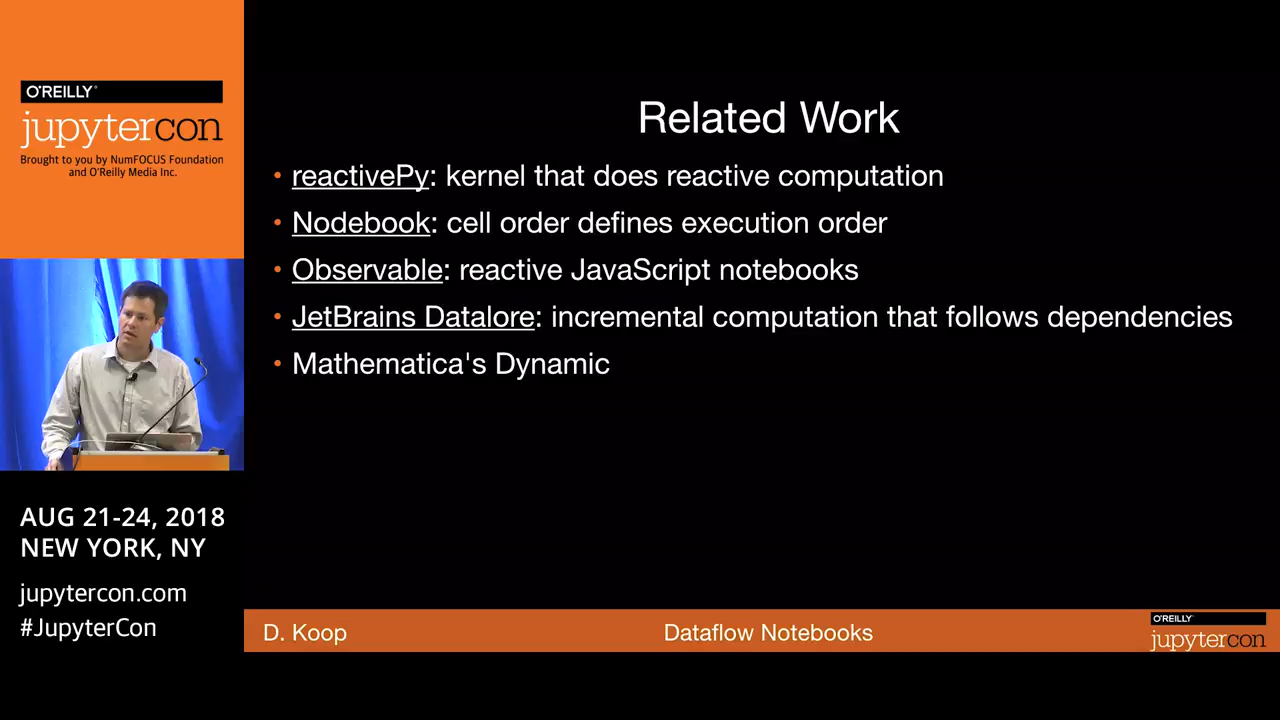 O'REILLY®
jupytercon
Brought to you by NumFOCUS Foundation
and O'Reilly Media Inc.
AUG 21-24, 2018
NEW YORK, NY
jupytercon.com
#JupyterCon
Related Work
• reactivePy: kernel that does reactive computation
• Nodebook: cell order defines execution order
• Observable: reactive JavaScript notebooks
• JetBrains Datalore: incremental computation that follows dependencies
• Mathematica's Dynamic
D. Koop
Dataflow Notebooks
O'REILLY®
jupytercon